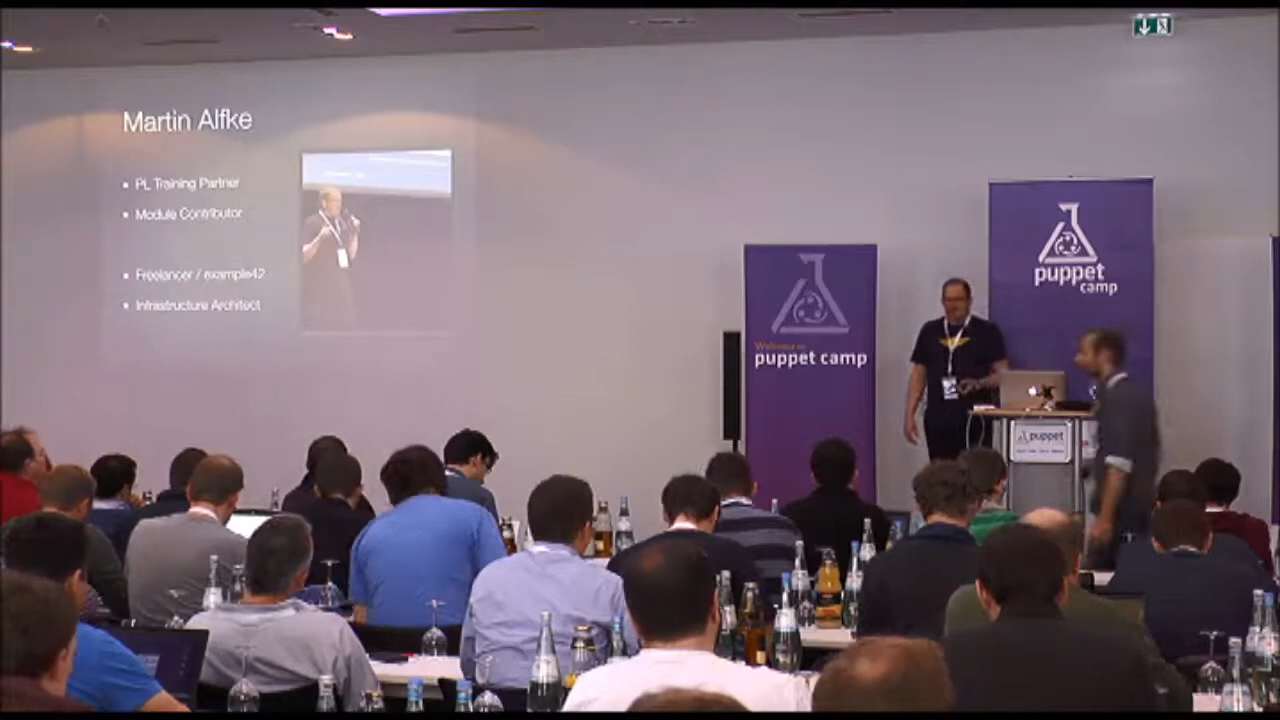 Martin Alfke
• PL Training Partner
• Module Contributor
• Freelancer / example42
• Infrastructure Architect
puppet
camp
Welcome to
puppet camp
puppet